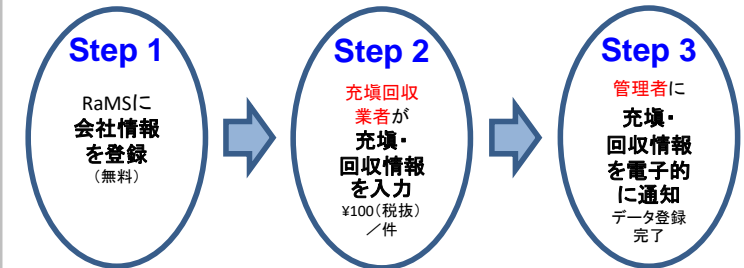 Step 1
RaMSに
会社情報
を登録
(無料)
Step 2
充填回収
業者が
充填・
回収情報
を入力
¥100(税抜)
/件
Step 3
管理者に
充填・
回収情報
を電子的
に通知
データ登録
完了